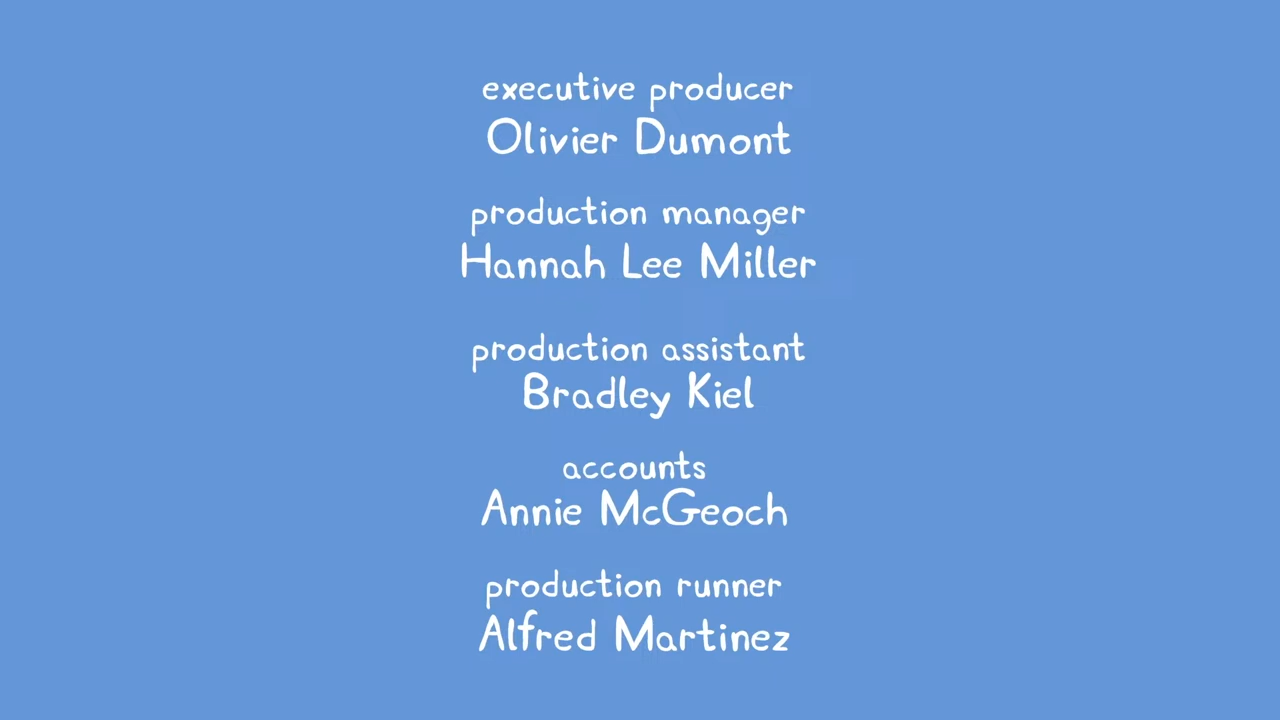 executive producer
Olivier Dumont
production manager
Hannah Lee Miller
production assistant
Bradley Kiel
accounts
Annie McGeoch
production runner
Alfred Martinez